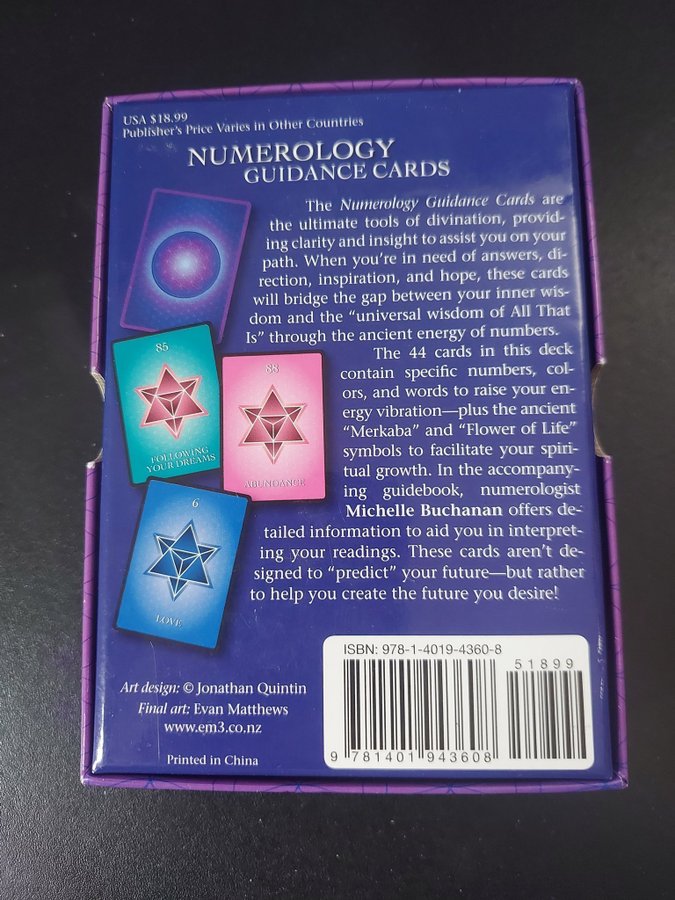 USA $18.99
Publisher's Price Varies in Other Countries
NUMEROLOGY
GUIDANCE CARDS
The Numerology Guidance Cards are
the ultimate tools of divination, provid-
ing clarity and insight to assist you on your
path. When you're in need of answers, di-
rection, inspiration, and hope, these cards
will bridge the gap between your inner wis-
dom and the “universal wisdom of All That
Is” through the ancient energy of numbers.
The 44 cards in this deck
contain specific numbers, col-
ors, and words to raise your en-
ergy vibration—plus the ancient
“Merkaba” and “Flower of Life”
symbols to facilitate your spiri-
tual growth. In the accompany-
ing guidebook, numerologist
Michelle Buchanan offers de-
tailed information to aid you in interpret-
ing your readings. These cards aren't de-
signed to “predict” your future—but rather
to help you create the future you desire!
85
FOLLOWING
YOUR DREAMS
88
ABUNDANCE
6
LOVE
Art design: © Jonathan Quintin
Final art: Evan Matthews
www.em3.co.nz
Printed in China
ISBN: 978-1-4019-4360-8
51899
9 781401 943608